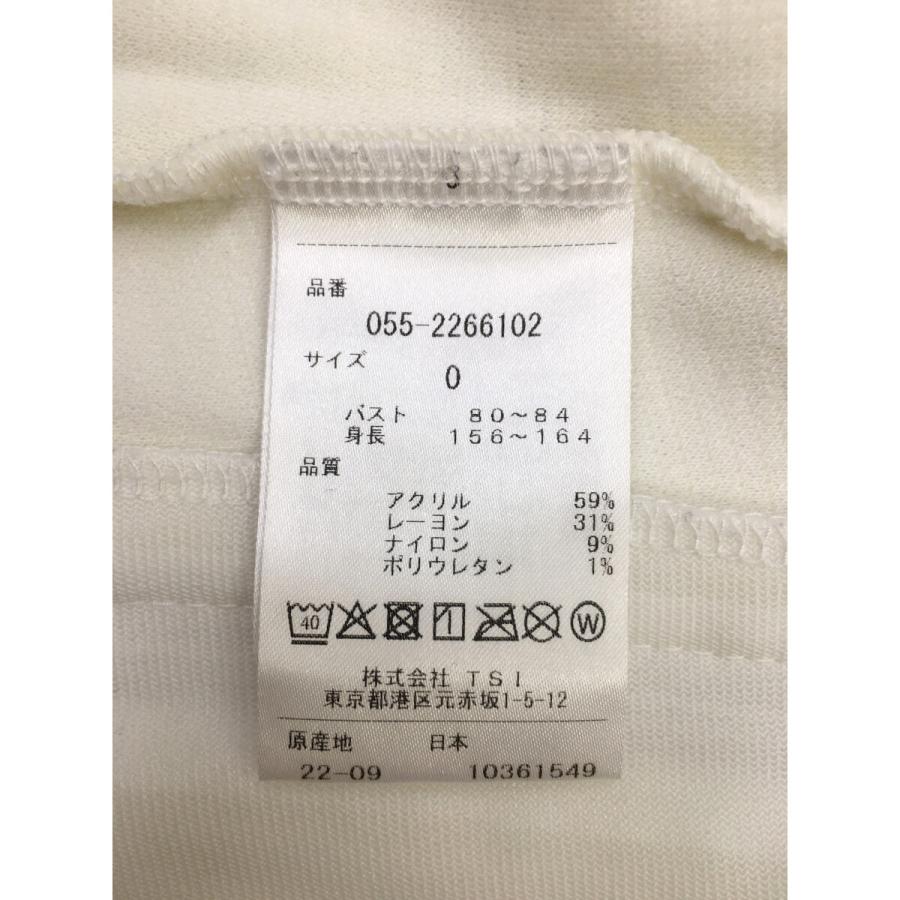 3
品番
055-2266102
サイズ
0
バスト 80～84
身長 156～164
品質
アクリル 59%
レーヨン 31%
ナイロン 9%
ポリウレタン 1%
40 W
株式会社 TSI
東京都港区元赤坂1-5-12
原産地 日本
22-09 10361549